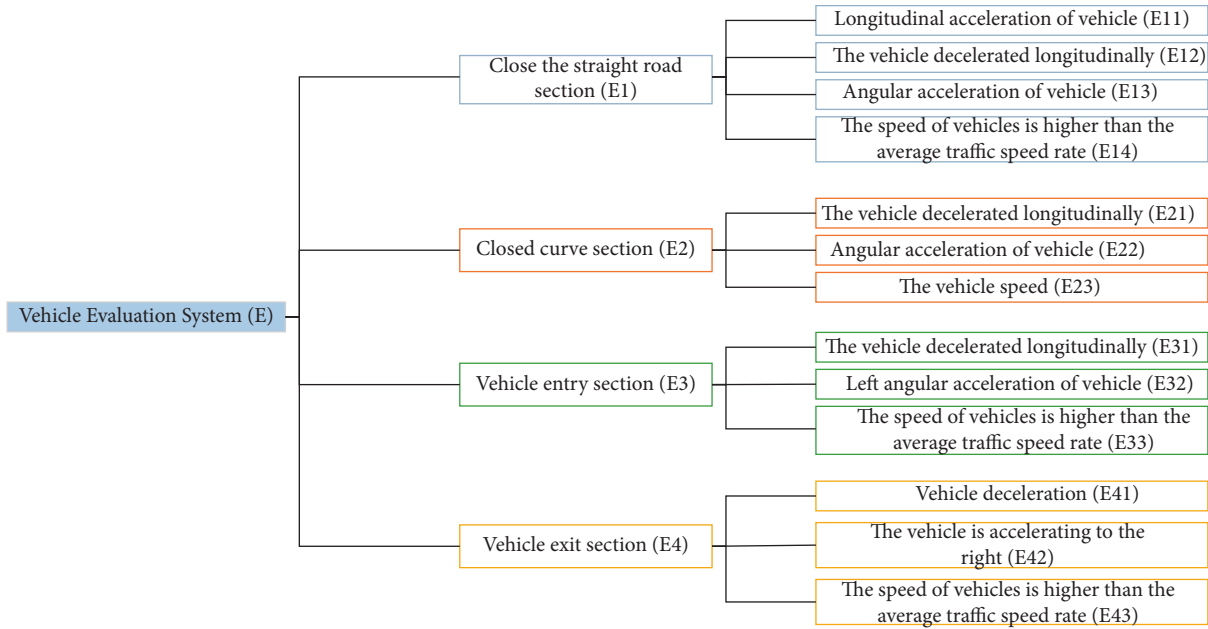 Vehicle Evaluation System (E)
Close the straight road
section (E1)
Longitudinal acceleration of vehicle (E11)
The vehicle decelerated longitudinally (E12)
Angular acceleration of vehicle (E13)
The speed of vehicles is higher than the
average traffic speed rate (E14)
Closed curve section (E2)
The vehicle decelerated longitudinally (E21)
Angular acceleration of vehicle (E22)
The vehicle speed (E23)
Vehicle entry section (E3)
The vehicle decelerated longitudinally (E31)
Left angular acceleration of vehicle (E32)
The speed of vehicles is higher than the
average traffic speed rate (E33)
Vehicle exit section (E4)
Vehicle deceleration (E41)
The vehicle is accelerating to the
right (E42)
The speed of vehicles is higher than the
average traffic speed rate (E43)